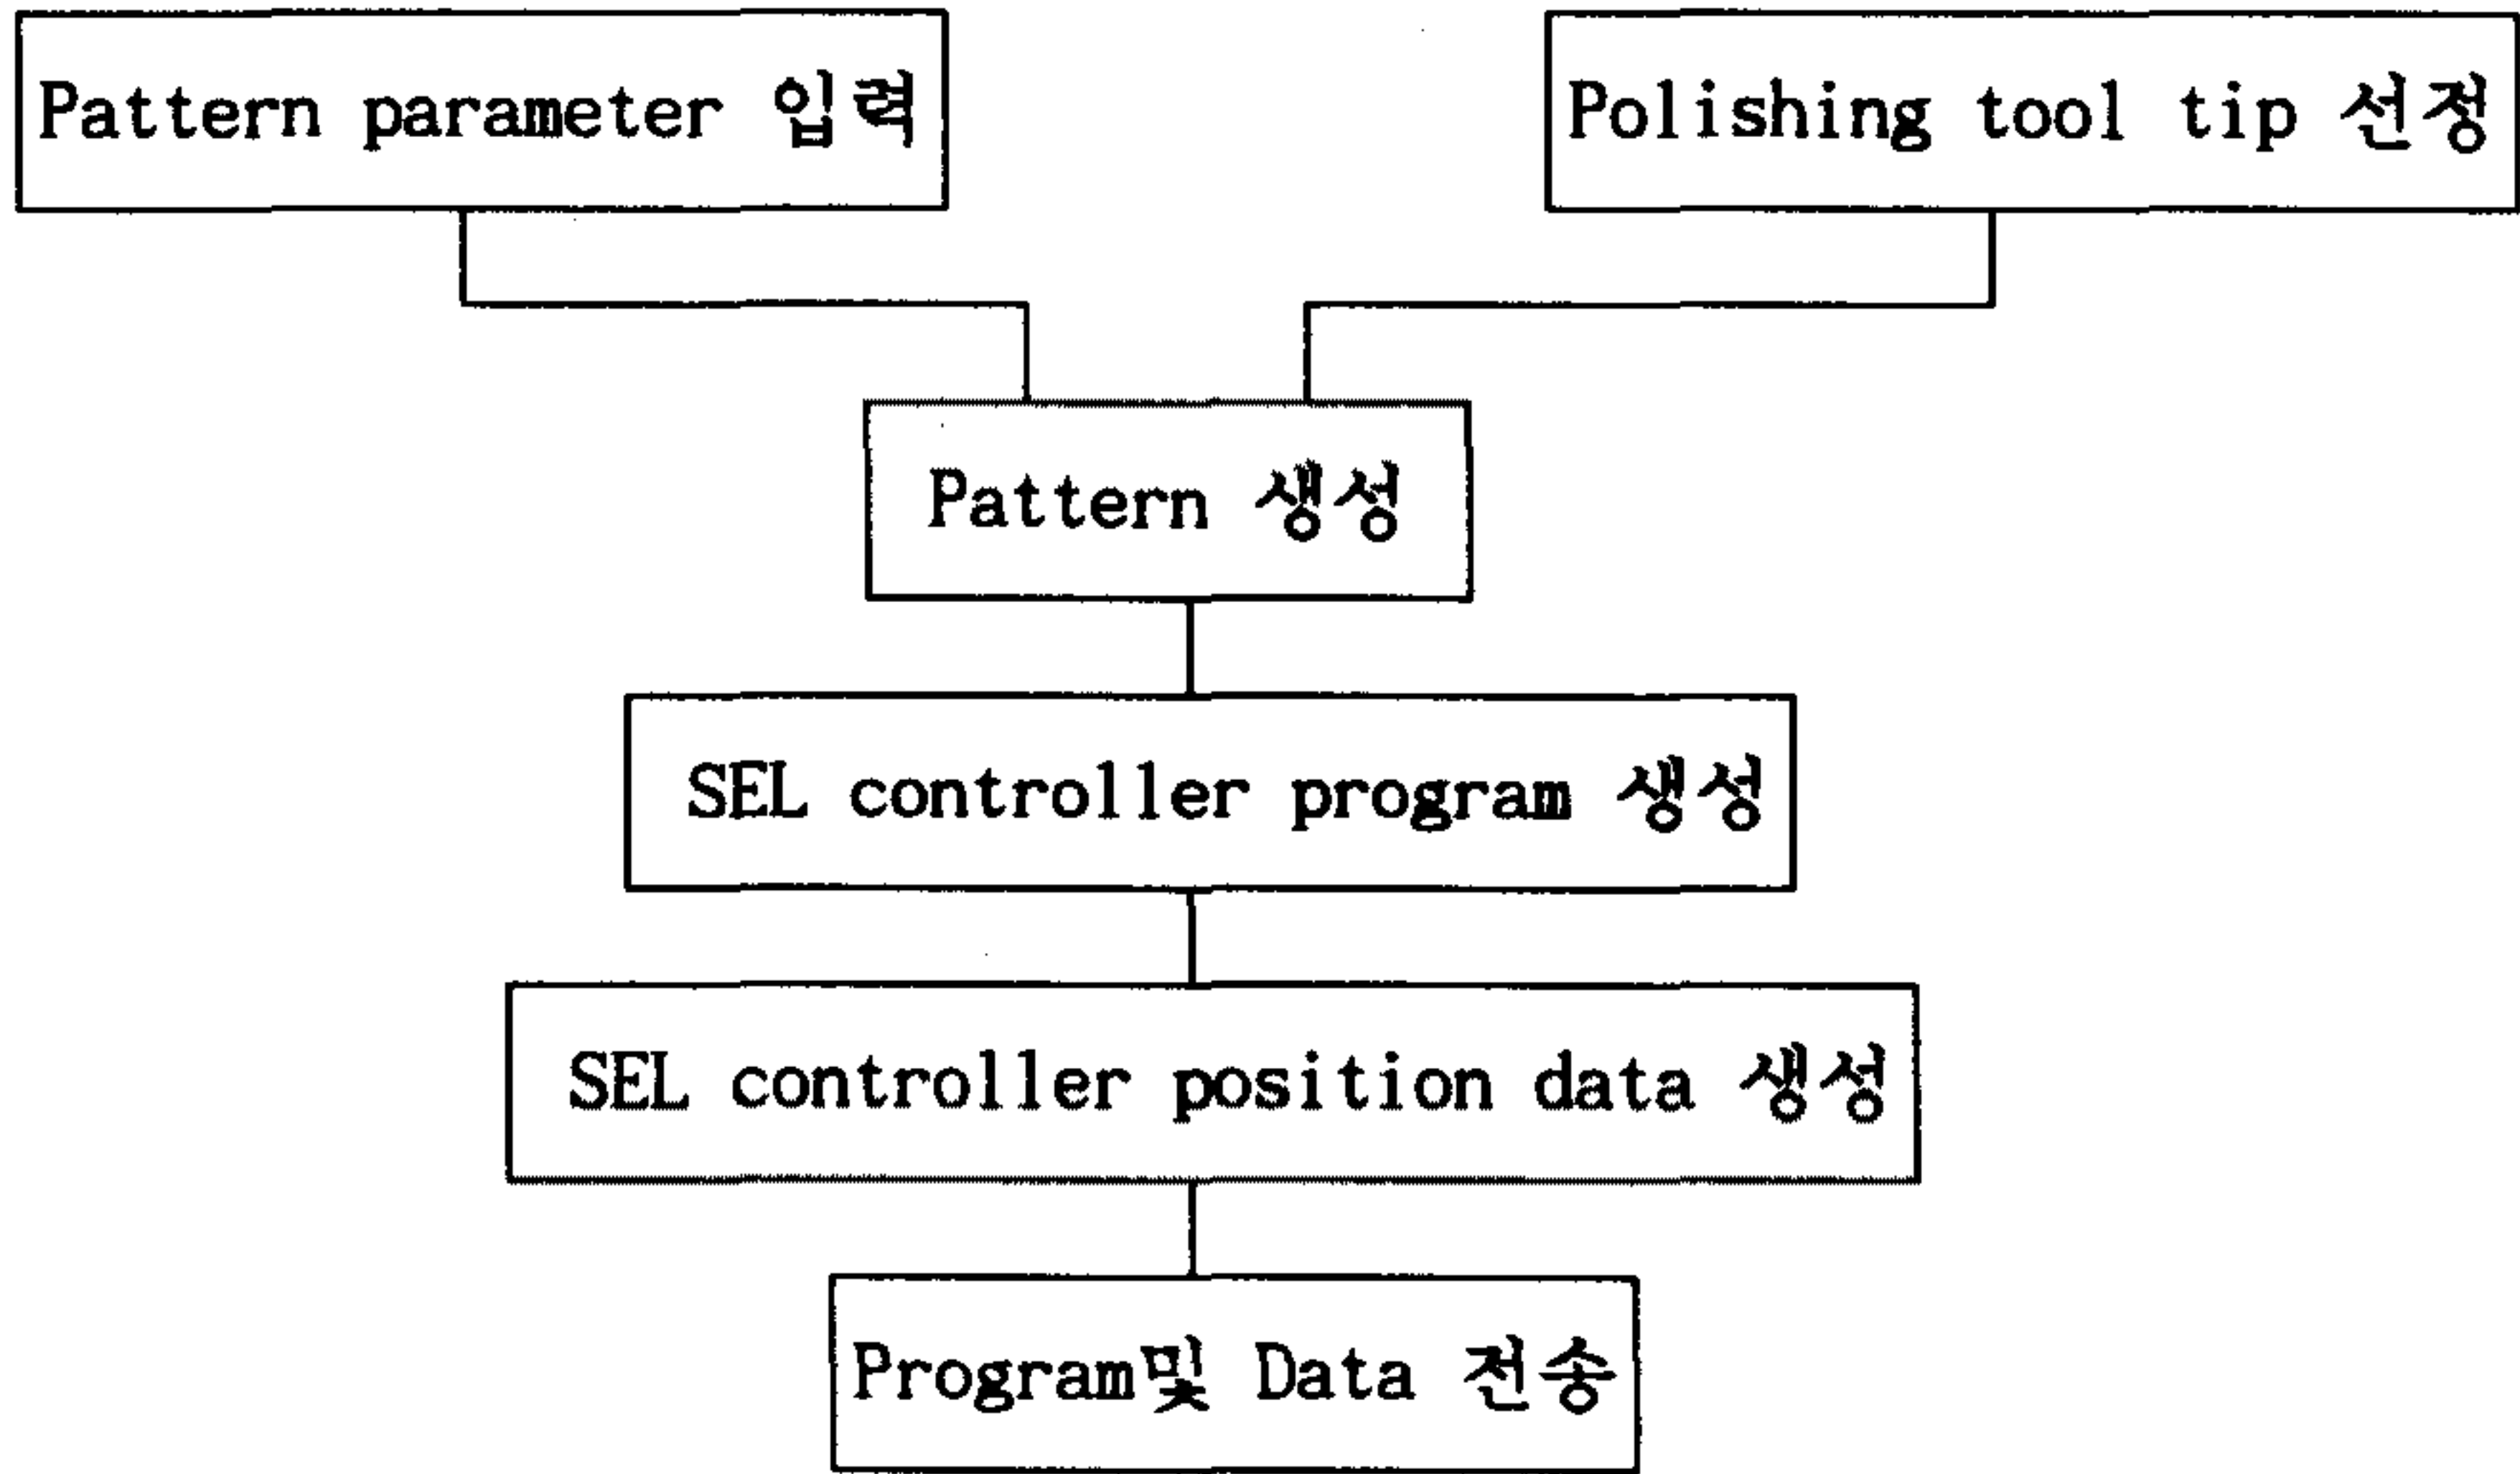 Pattern parameter 입력
Polishing tool tip 선정
Pattern 생성
SEL controller program 생성
SEL controller position data 생성
Program및 Data 전송